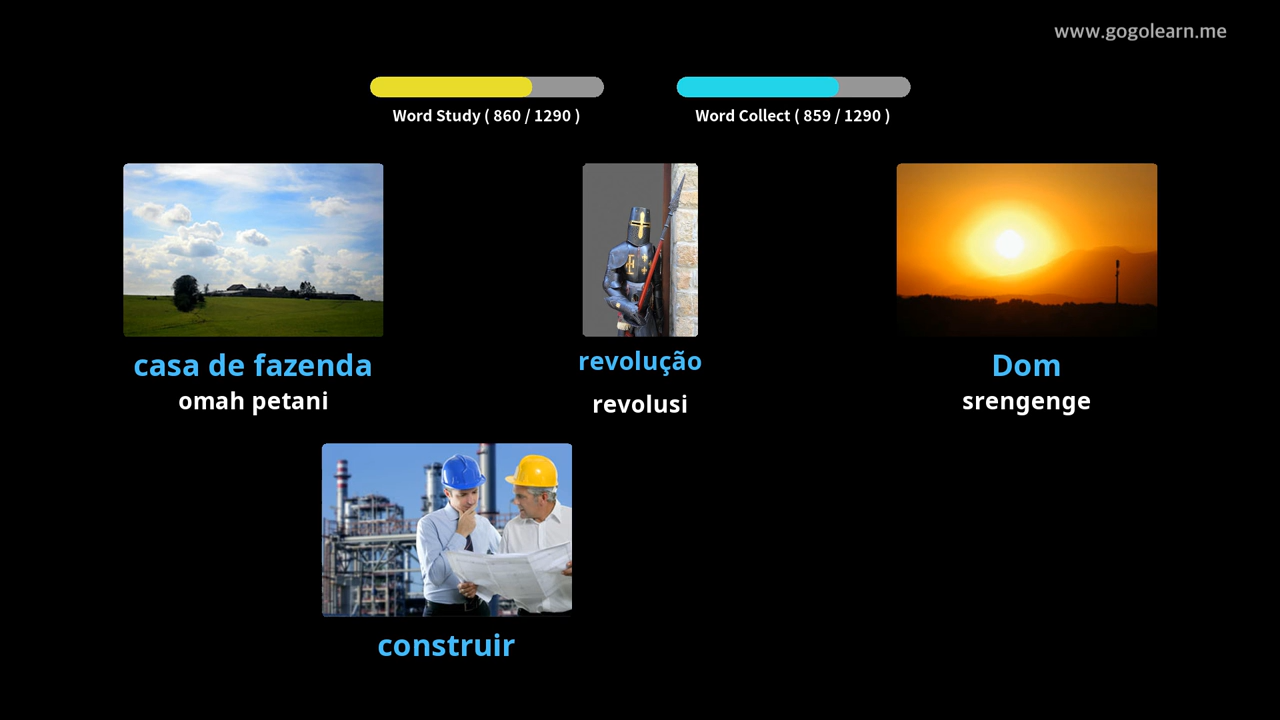 www.gogolearn.me
Word Study ( 860 / 1290 )
Word Collect ( 859 / 1290 )
casa de fazenda
omah petani
revolução
revolusi
Dom
srengenge
construir